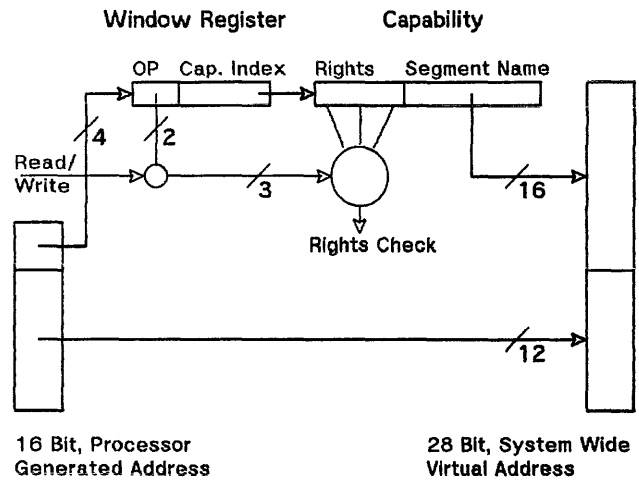 Window Register
Capability
OP
Cap. Index
Rights
Segment Name
4
2
Read/
Write
3
16
Rights Check
12
16 Bit, Processor
Generated Address
28 Bit, System Wide
Virtual Address